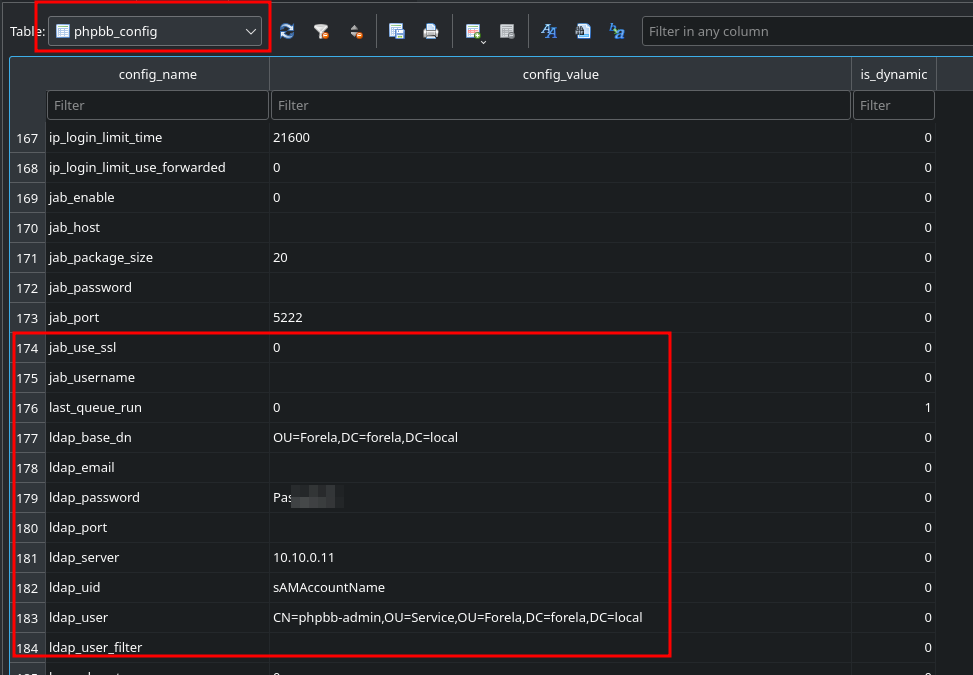 Table: phpbb_config Filter in any column
config_name config_value is_dynamic
Filter Filter Filter
167 ip_login_limit_time 21600 0
168 ip_login_limit_use_forwarded 0 0
169 jab_enable 0 0
170 jab_host 0
171 jab_package_size 20 0
172 jab_password 0
173 jab_port 5222 0
174 jab_use_ssl 0 0
175 jab_username 0
176 last_queue_run 0 1
177 ldap_base_dn OU=Forela,DC=forela,DC=local 0
178 ldap_email 0
179 ldap_password Pas 0
180 ldap_port 0
181 ldap_server 10.10.0.11 0
182 ldap_uid sAMAccountName 0
183 ldap_user CN=phpbb-admin,OU=Service,OU=Forela,DC=forela,DC=local 0
184 ldap_user_filter 0